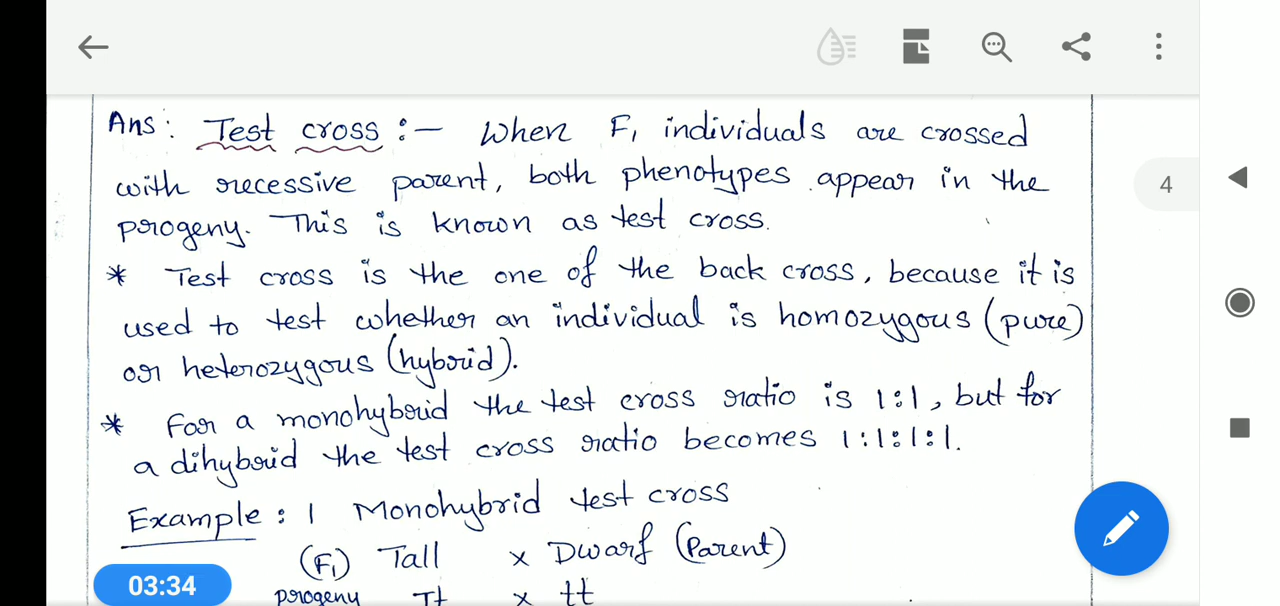 Ans: Test cross :- When F1 individuals are crossed
with recessive parent, both phenotypes appear in the
progeny. This is known as test cross.
* Test cross is the one of the back cross, because it is
used to test whether an individual is homozygous (pure)
or heterozygous (hybrid).
* For a monohybrid the test cross ratio is 1:1, but for
a dihybrid the test cross ratio becomes 1:1:1:1.
Example: 1 Monohybrid test cross
(F1) Tall × Dwarf (Parent)
progeny Tt × tt
4
03:34